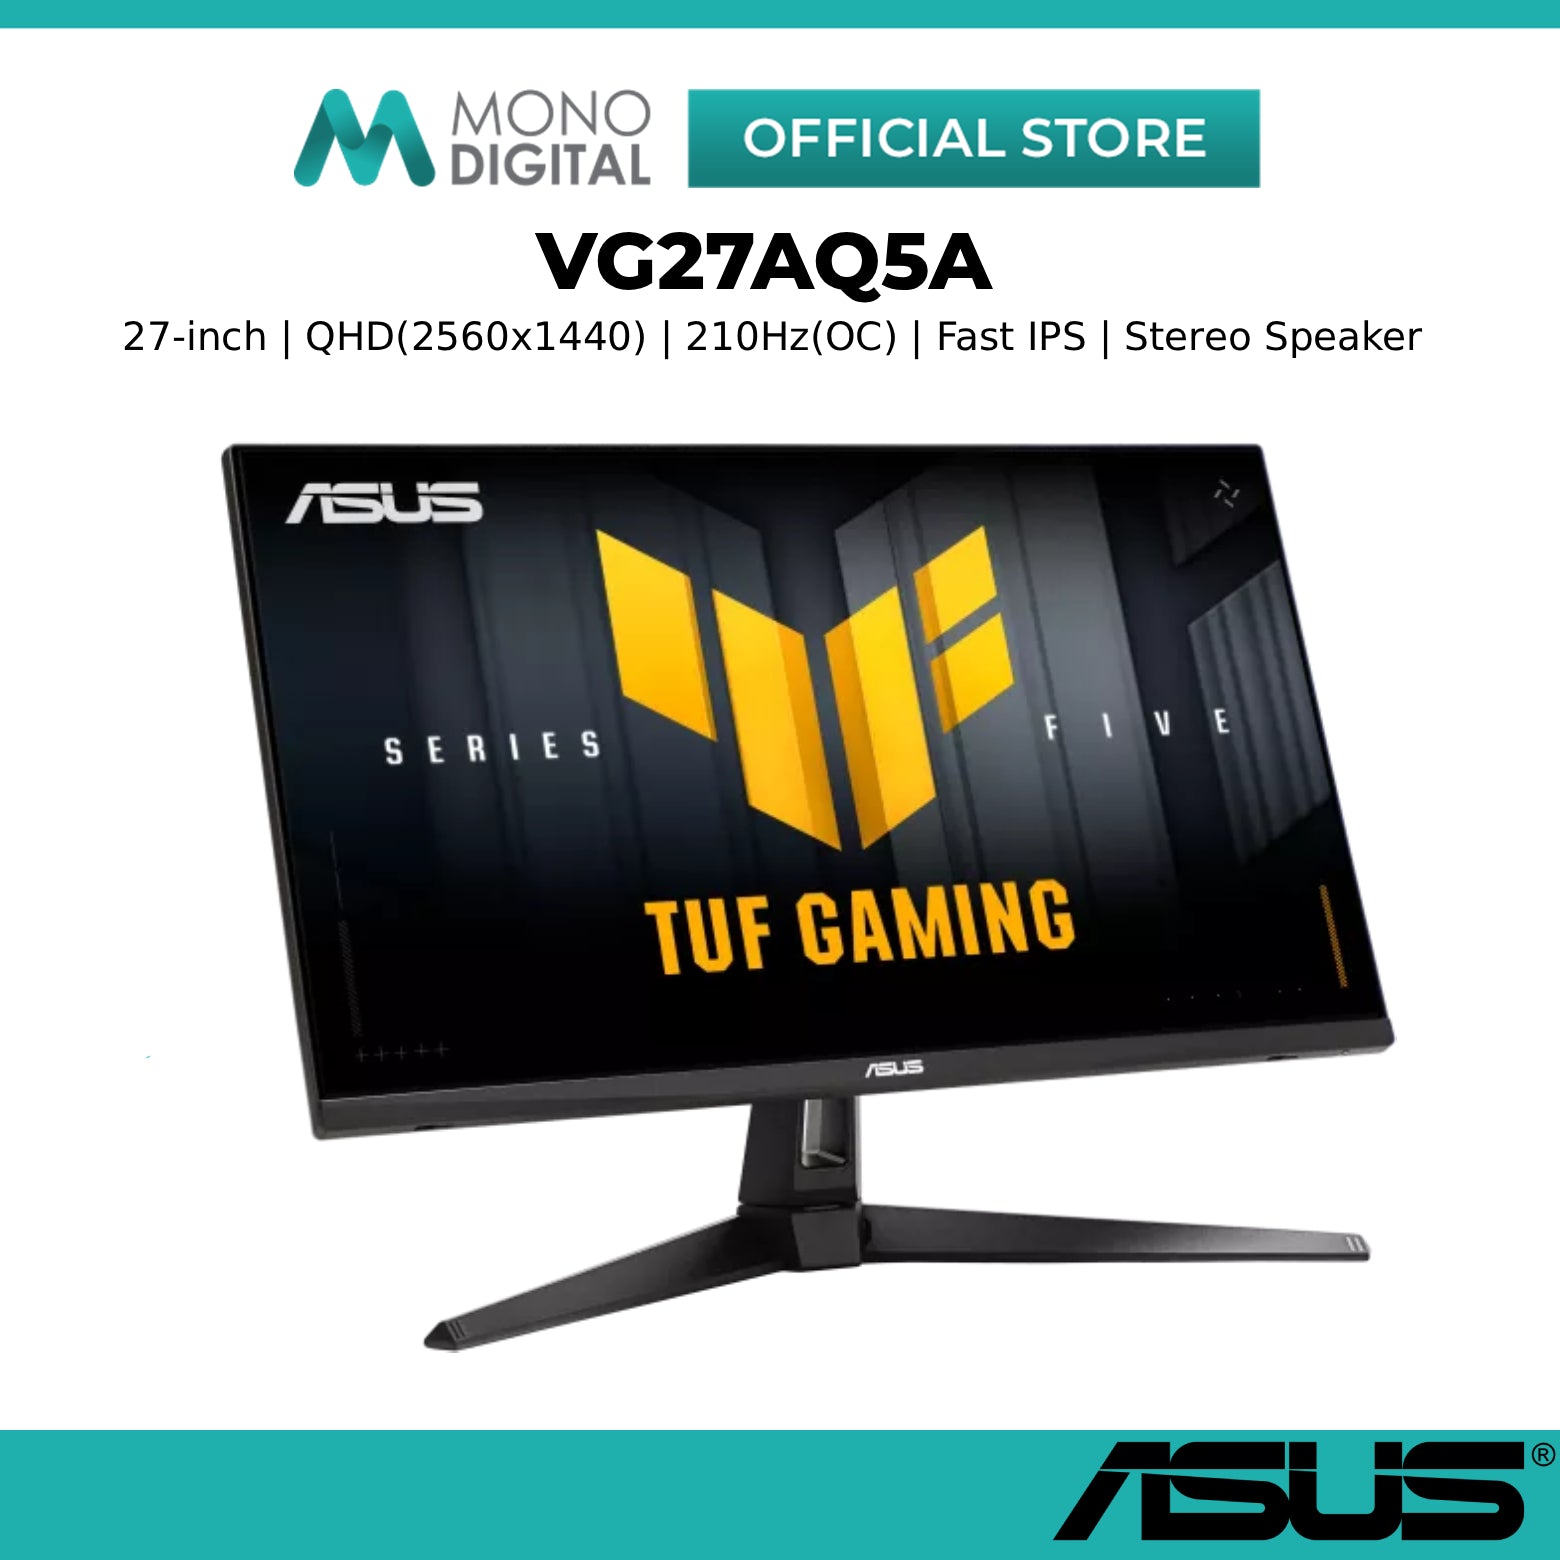 MONO
DIGITAL
OFFICIAL STORE
VG27AQ5A
27-inch | QHD(2560x1440) | 210Hz(OC) | Fast IPS | Stereo Speaker
ASUS
SERIES
FIVE
TUF GAMING
ASUS
ASUS®